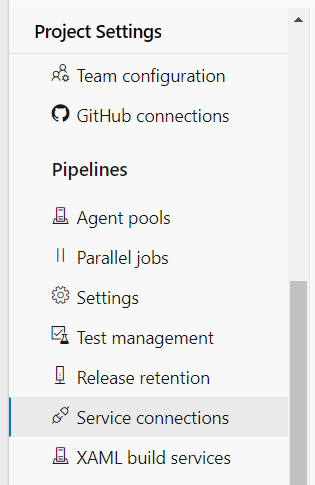 Project Settings
Team configuration
GitHub connections
Pipelines
Agent pools
Parallel jobs
Settings
Test management
Release retention
Service connections
XAML build services